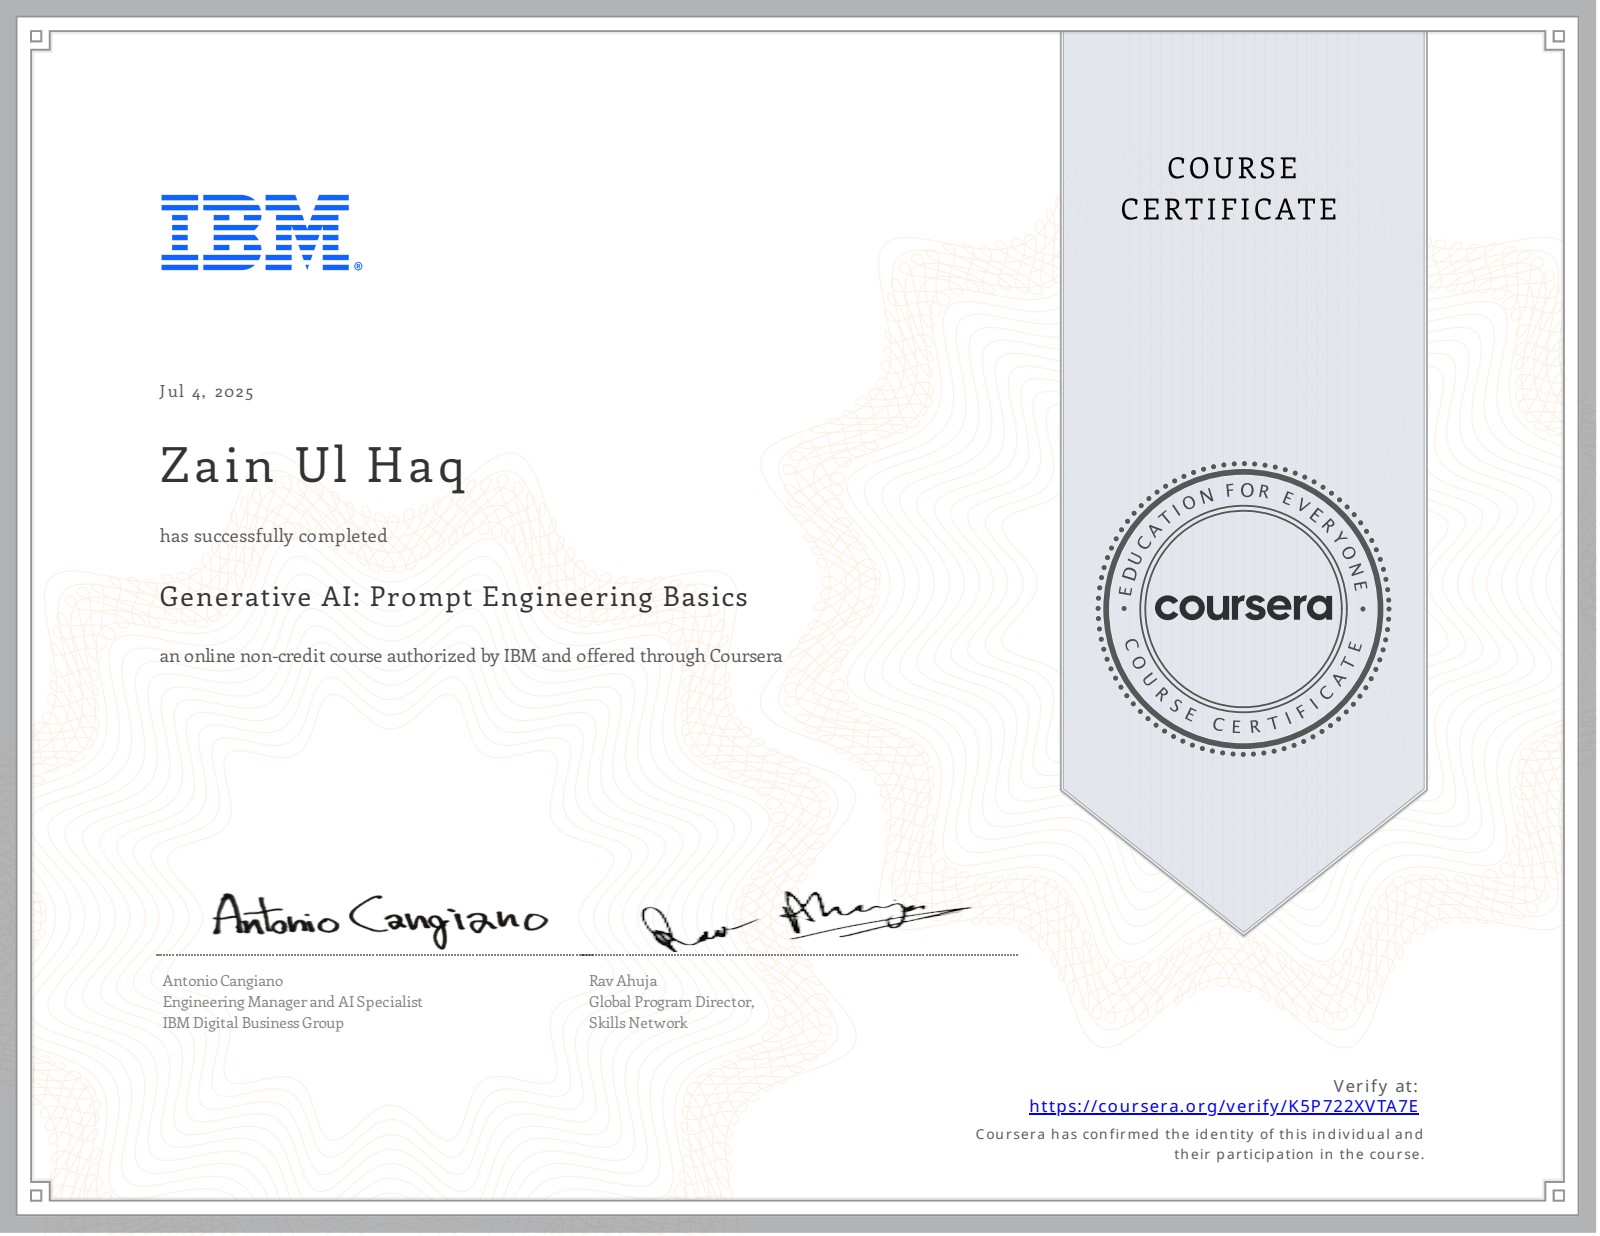 COURSE
CERTIFICATE
IBM®
Jul 4, 2025
Zain Ul Haq
has successfully completed
Generative AI: Prompt Engineering Basics
an online non-credit course authorized by IBM and offered through Coursera
• EDUCATION FOR EVERYONE •
coursera
COURSE CERTIFICATE
Antonio Cangiano
Rav Ahuja
Antonio Cangiano
Engineering Manager and AI Specialist
IBM Digital Business Group
Rav Ahuja
Global Program Director,
Skills Network
Verify at:
https://coursera.org/verify/K5P722XVTA7E
Coursera has confirmed the identity of this individual and
their participation in the course.